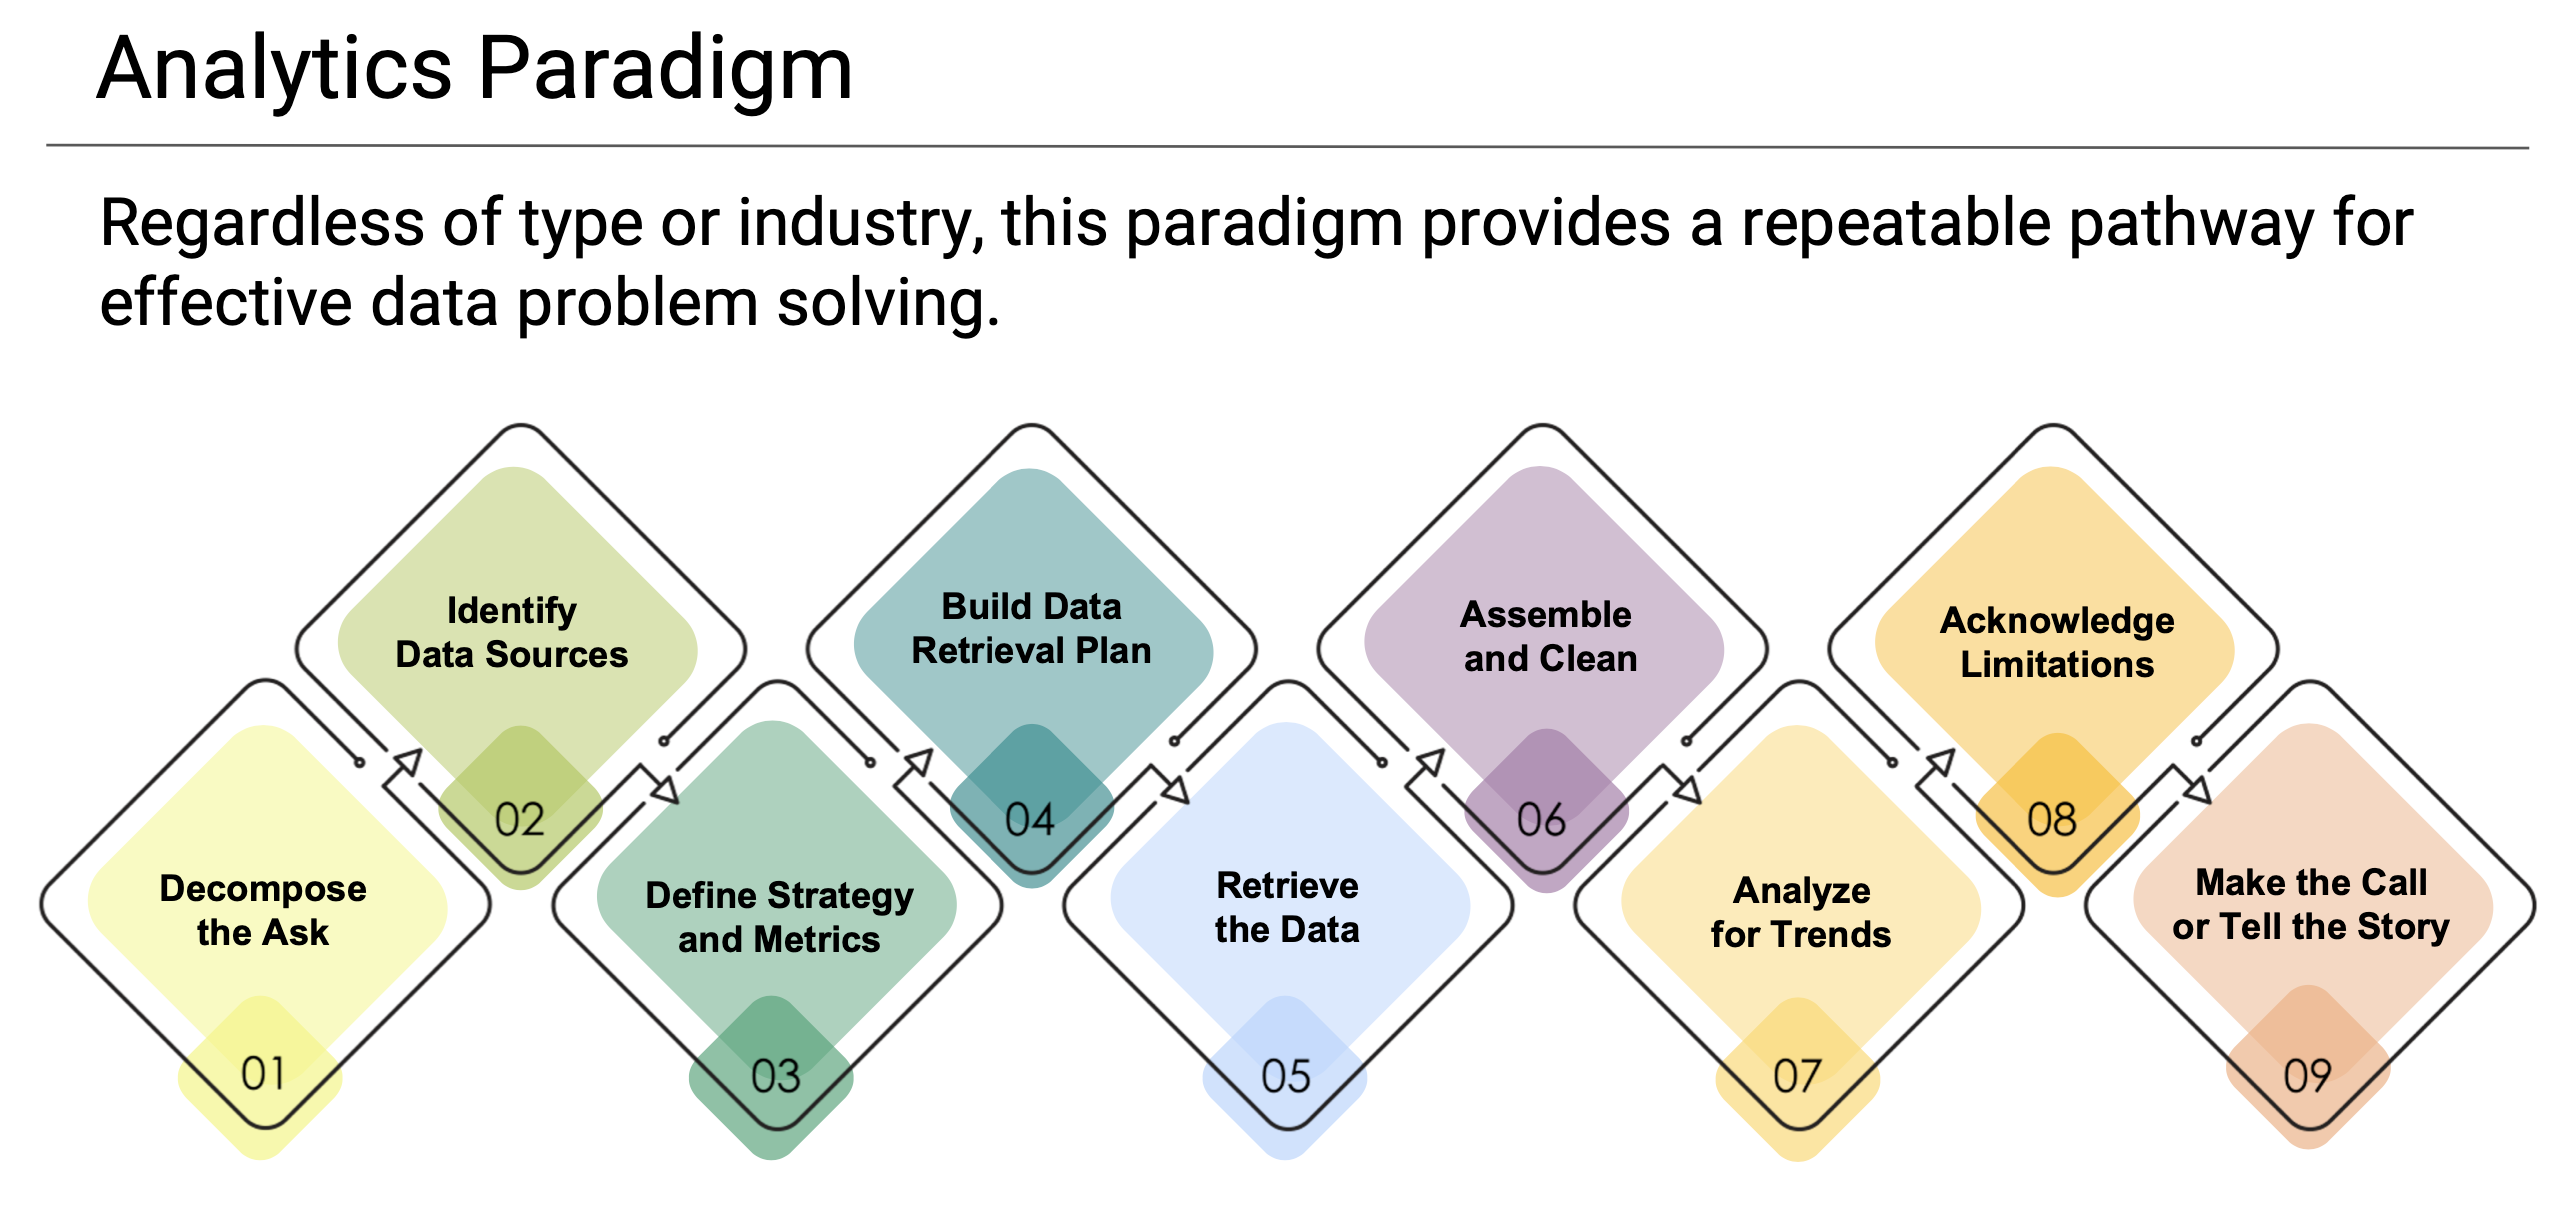 Analytics Paradigm
Regardless of type or industry, this paradigm provides a repeatable pathway for
effective data problem solving.
Decompose
the Ask
01
Identify
Data Sources
02
Define Strategy
and Metrics
03
Build Data
Retrieval Plan
04
Retrieve
the Data
05
Assemble
and Clean
06
Analyze
for Trends
07
Acknowledge
Limitations
08
Make the Call
or Tell the Story
09